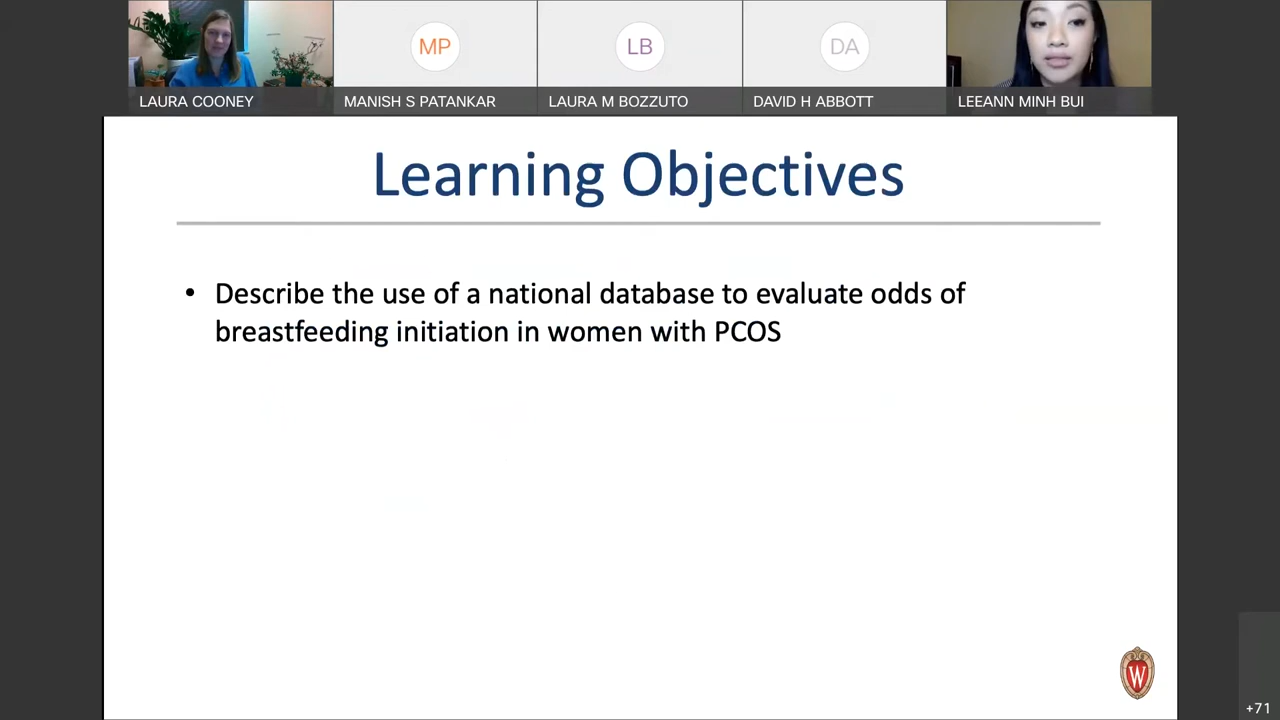 MP
LB
DA
LAURA COONEY
MANISH S PATANKAR
LAURA M BOZZUTO
DAVID H ABBOTT
LEEANN MINH BUI
Learning Objectives
• Describe the use of a national database to evaluate odds of
breastfeeding initiation in women with PCOS
W
+71